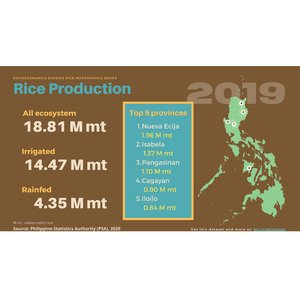 SOCIOECONOMICS DIVISION RICE INFOGRAPHICS SERIES
Rice Production
2019
All ecosystem
18.81 M mt
Irrigated
14.47 M mt
Rainfed
4.35 M mt
Top 5 provinces
1. Nueva Ecija
1.96 M mt
2. Isabela
1.37 M mt
3. Pangasinan
1.10 M mt
4. Cagayan
0.90 M mt
5. Iloilo
0.84 M mt
M mt - million metric ton
Source: Philippine Statistics Authority (PSA), 2020
Get this dataset and more at